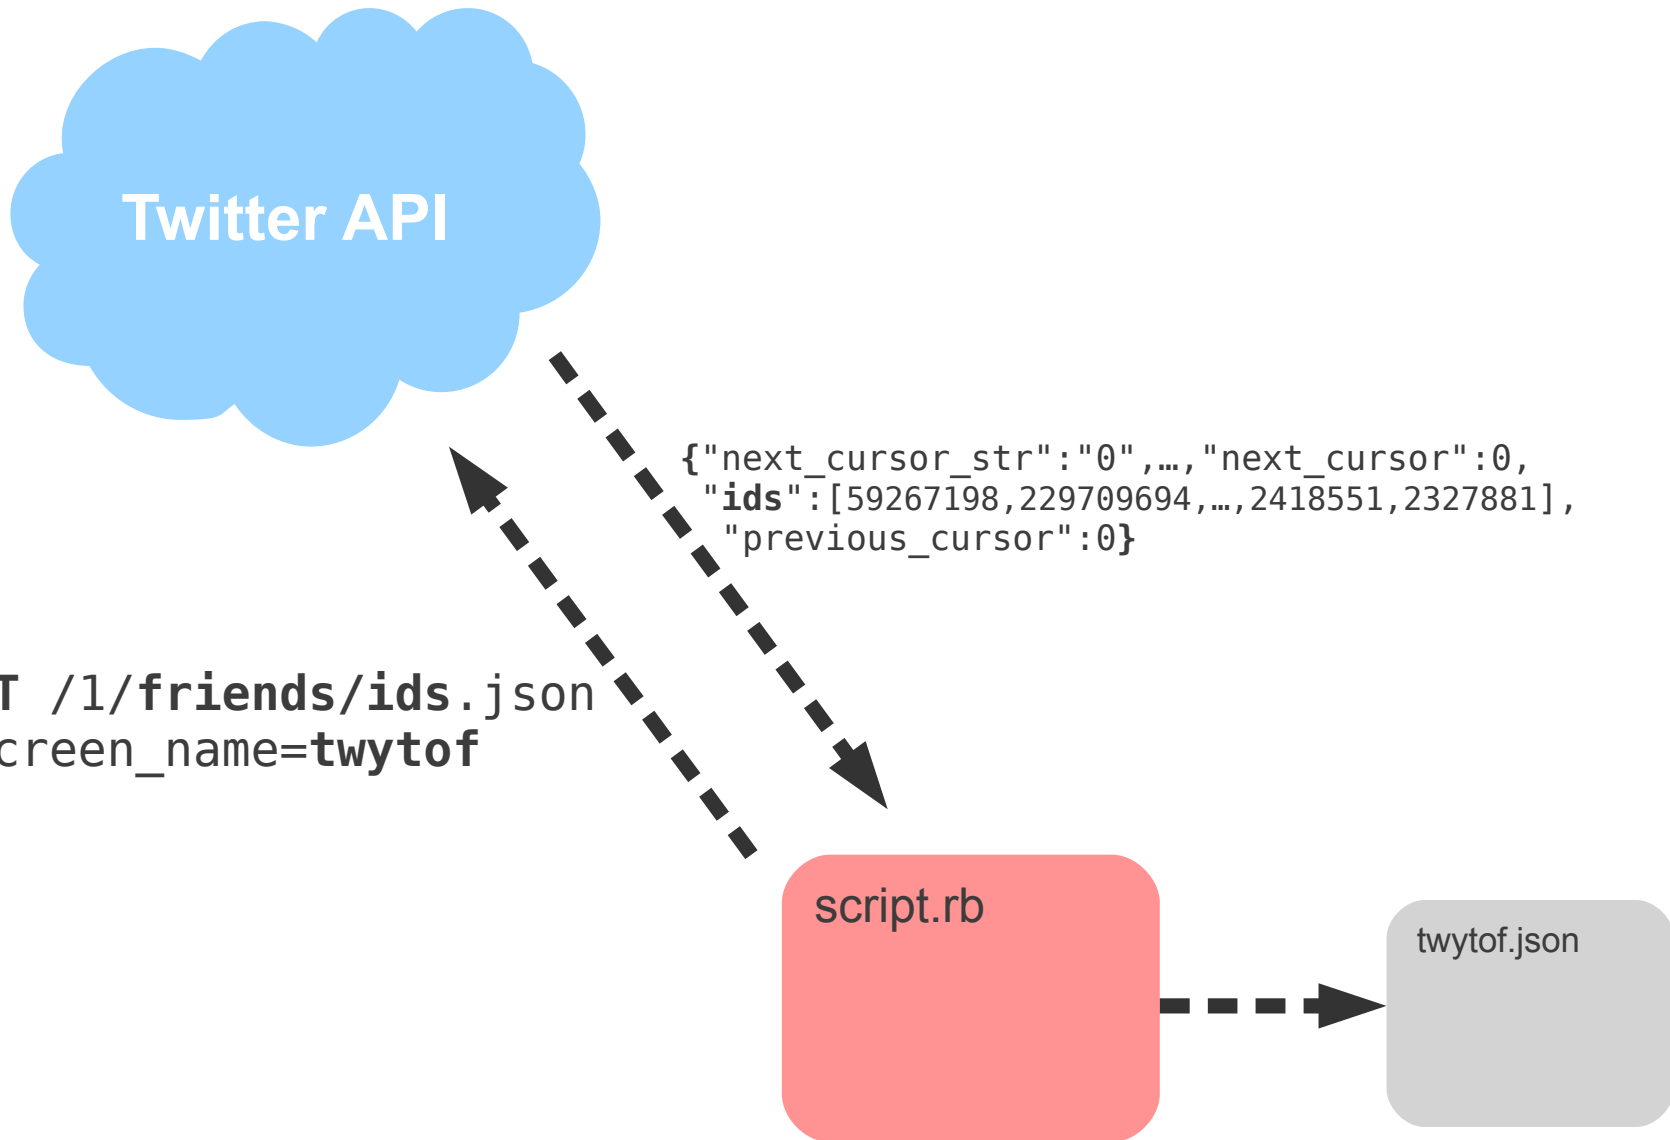 Twitter API
{"next_cursor_str":"0",…,"next_cursor":0,
"ids":[59267198,229709694,…,2418551,2327881],
"previous_cursor":0}
T /1/friends/ids.json
creen_name=twytof
script.rb
twytof.json